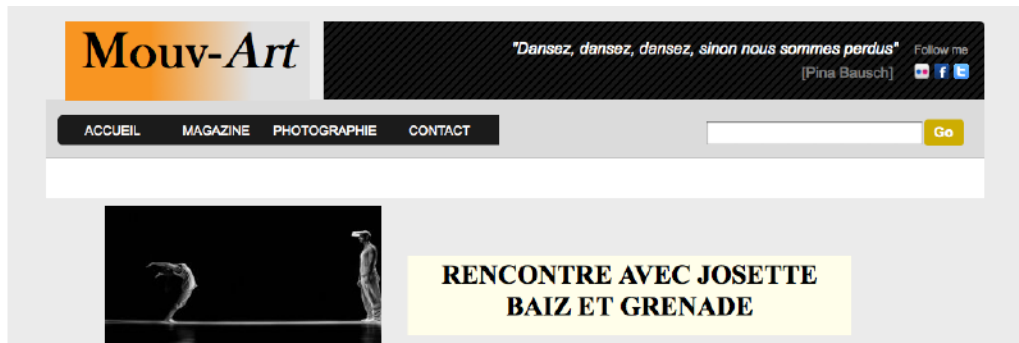 Mouv-Art
"Dansez, dansez, dansez, sinon nous sommes perdus"
[Pina Bausch]
Follow me
ACCUEIL MAGAZINE PHOTOGRAPHIE CONTACT
Go
RENCONTRE AVEC JOSETTE
BAIZ ET GRENADE